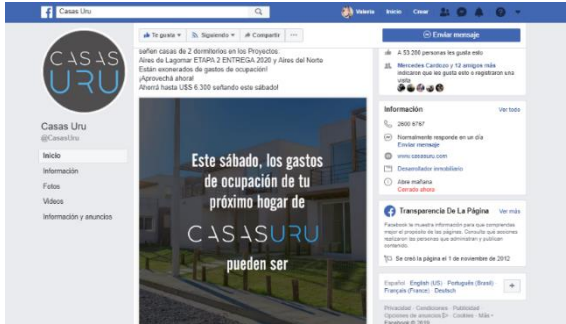 Casas Uru
Valeria
Inicio
Crear
CASAS
URU
Casas Uru
@CasasUru
Inicio
Información
Fotos
Videos
Información y anuncios
Te gusta
Siguiendo
Compartir
señen casas de 2 dormitorios en los Proyectos
Aires de Lagomar ETAPA 2 ENTREGA 2020 y Aires del Norte
Están exonerados de gastos de ocupación!
¡Aprovechá ahora!
Ahorrá hasta U$S 6.300 señando este sábado!
Este sábado, los gastos
de ocupación de tu
próximo hogar de
CASASURU
pueden ser
Enviar mensaje
A 53.200 personas les gusta esto
Mercedes Cardozo y 12 amigos más
indicaron que les gusta esto o registraron una
visita
Información
Ver todo
2600 6767
Normalmente responde en un día
Enviar mensaje
www.casasuru.com
Desarrollador inmobiliario
Abre mañana
Cerrado ahora
Transparencia De La Página
Ver más
Facebook te muestra información para que comprendas
mejor el propósito de las páginas. Consulta qué acciones
realizaron las personas que administran y publican
contenido.
Se creó la página el 1 de noviembre de 2012
Español · English (US) · Português (Brasil) ·
Français (France) · Deutsch
Privacidad · Condiciones · Publicidad ·
Opciones de anuncios · Cookies · Más ·
Facebook © 2019